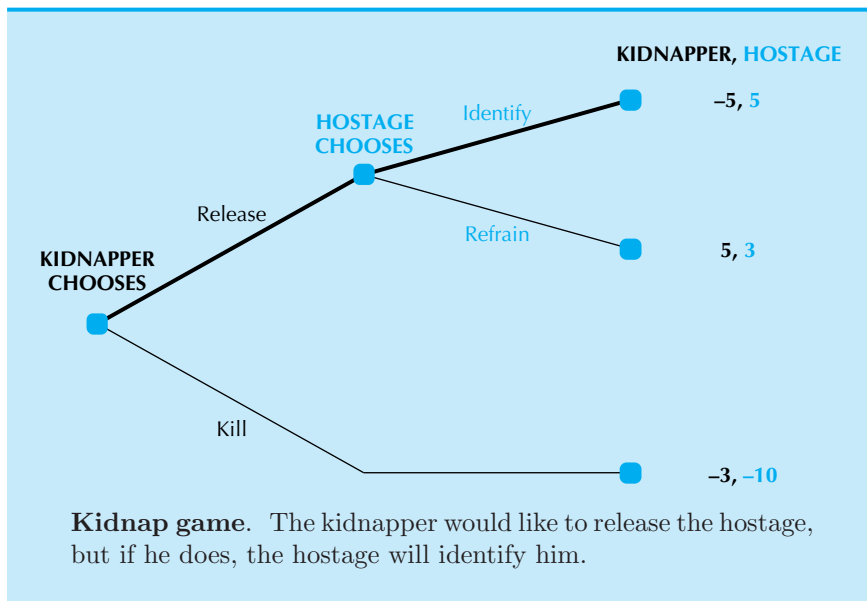 KIDNAPPER, HOSTAGE
–5, 5
Identify
HOSTAGE
CHOOSES
Release
Refrain
5, 3
KIDNAPPER
CHOOSES
Kill
–3, –10
Kidnap game. The kidnapper would like to release the hostage,
but if he does, the hostage will identify him.